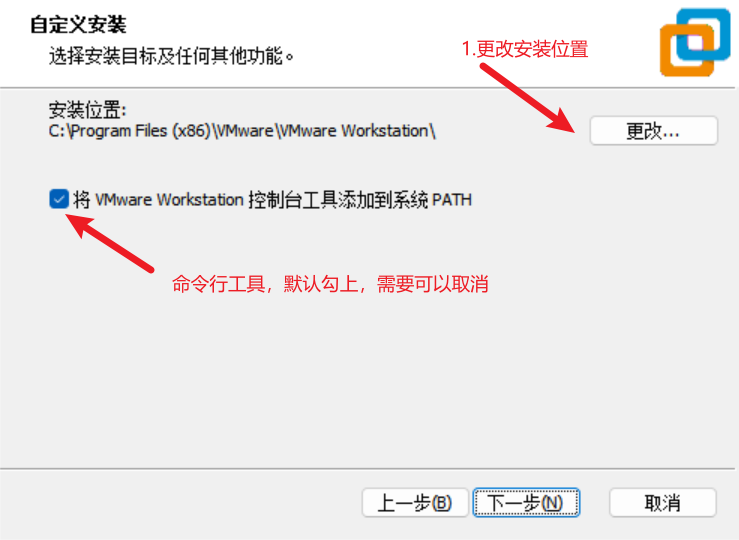 自定义安装
选择安装目标及任何其他功能。
1.更改安装位置
安装位置:
C:\Program Files (x86)\VMware\VMware Workstation\
更改...
将 VMware Workstation 控制台工具添加到系统 PATH
命令行工具，默认勾上，需要可以取消
上一步(B)
下一步(N)
取消